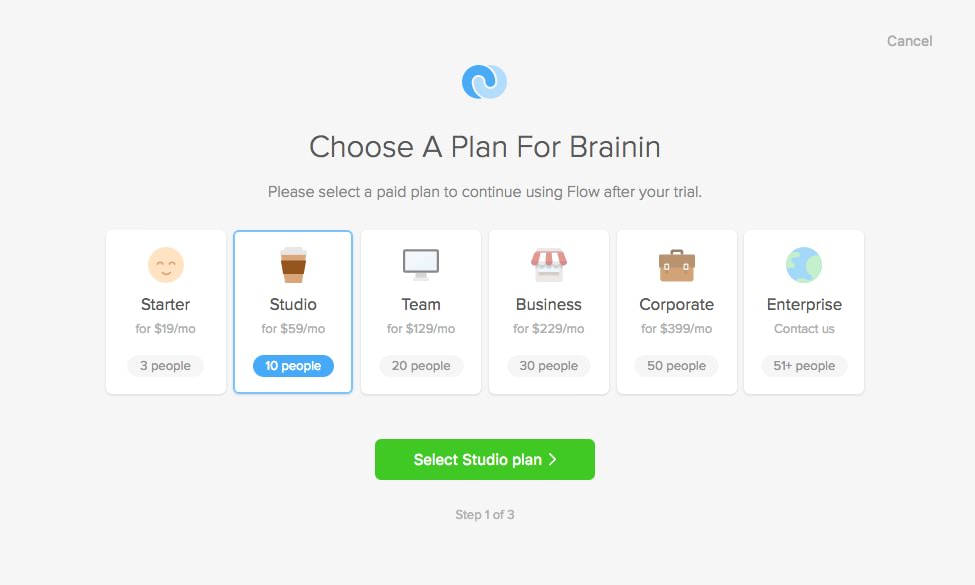 Cancel
Choose A Plan For Brainin
Please select a paid plan to continue using Flow after your trial.
Starter
for $19/mo
3 people
Studio
for $59/mo
10 people
Team
for $129/mo
20 people
Business
for $229/mo
30 people
Corporate
for $399/mo
50 people
Enterprise
Contact us
51+ people
Select Studio plan >
Step 1 of 3